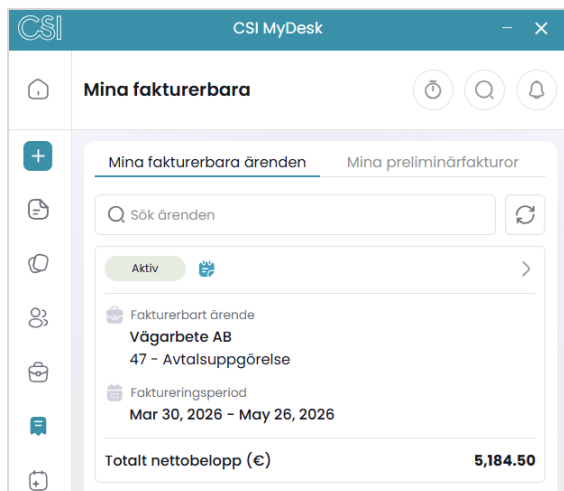 CSI
CSI MyDesk
Mina fakturerbara
Mina fakturerbara ärenden
Mina preliminärfakturor
Sök ärenden
Aktiv
Fakturerbart ärende
Vägarbete AB
47 - Avtalsuppgörelse
Faktureringsperiod
Mar 30, 2026 - May 26, 2026
Totalt nettobelopp (€) 5,184.50